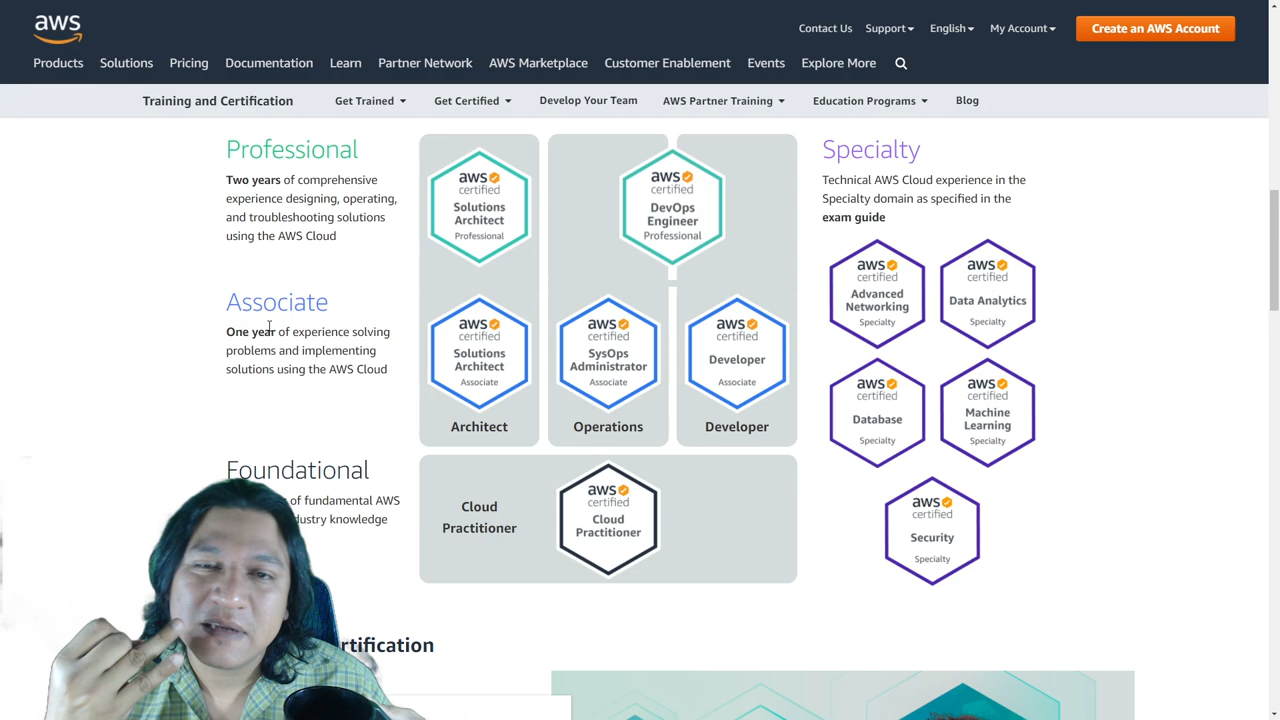 aws
Contact Us Support English My Account Create an AWS Account
Products Solutions Pricing Documentation Learn Partner Network AWS Marketplace Customer Enablement Events Explore More
Training and Certification Get Trained Get Certified Develop Your Team AWS Partner Training Education Programs Blog
Professional
Two years of comprehensive
experience designing, operating,
and troubleshooting solutions
using the AWS Cloud
aws
certified
Solutions
Architect
Professional
aws
certified
DevOps
Engineer
Professional
Associate
One year of experience solving
problems and implementing
solutions using the AWS Cloud
aws
certified
Solutions
Architect
Associate
Architect
aws
certified
SysOps
Administrator
Associate
Operations
aws
certified
Developer
Associate
Developer
Foundational
of fundamental AWS
knowledge
Cloud
Practitioner
aws
certified
Cloud
Practitioner
Specialty
Technical AWS Cloud experience in the
Specialty domain as specified in the
exam guide
aws
certified
Advanced
Networking
Specialty
aws
certified
Data Analytics
Specialty
aws
certified
Database
Specialty
aws
certified
Machine
Learning
Specialty
aws
certified
Security
Specialty